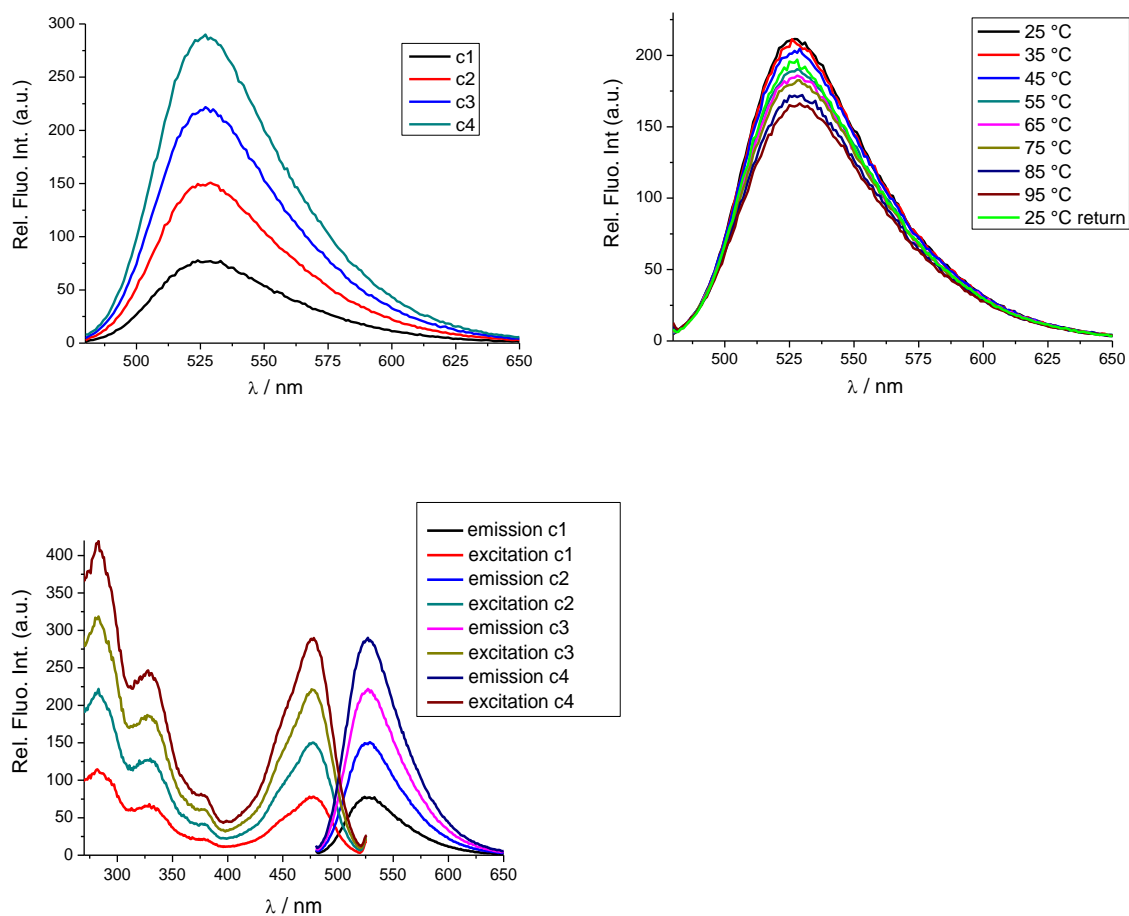 Rel. Fluo. Int. (a.u.)
300
250
200
150
100
50
0
500
525
550
575
600
625
650
λ / nm
c1
c2
c3
c4
Rel. Fluo. Int (a.u.)
200
150
100
50
0
500
525
550
575
600
625
650
λ / nm
25 °C
35 °C
45 °C
55 °C
65 °C
75 °C
85 °C
95 °C
25 °C return
Rel. Fluo. Int. (a.u.)
400
350
300
250
200
150
100
50
0
300
350
400
450
500
550
600
650
λ / nm
emission c1
excitation c1
emission c2
excitation c2
emission c3
excitation c3
emission c4
excitation c4